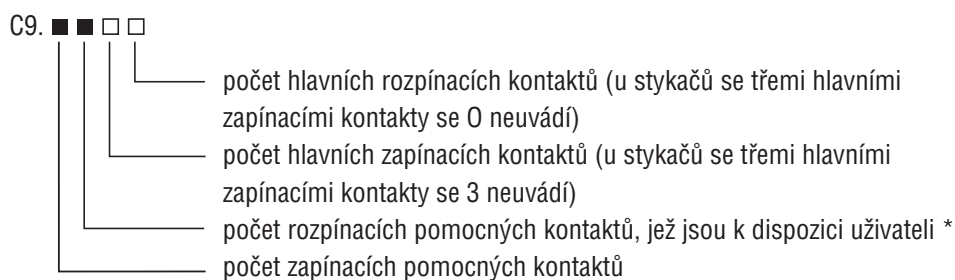 C9. ■ ■ □ □
počet hlavních rozpínacích kontaktů (u stykačů se třemi hlavními
zapínacími kontakty se O neuvádí)
počet hlavních zapínacích kontaktů (u stykačů se třemi hlavními
zapínacími kontakty se 3 neuvádí)
počet rozpínacích pomocných kontaktů, jež jsou k dispozici uživateli *
počet zapínacích pomocných kontaktů